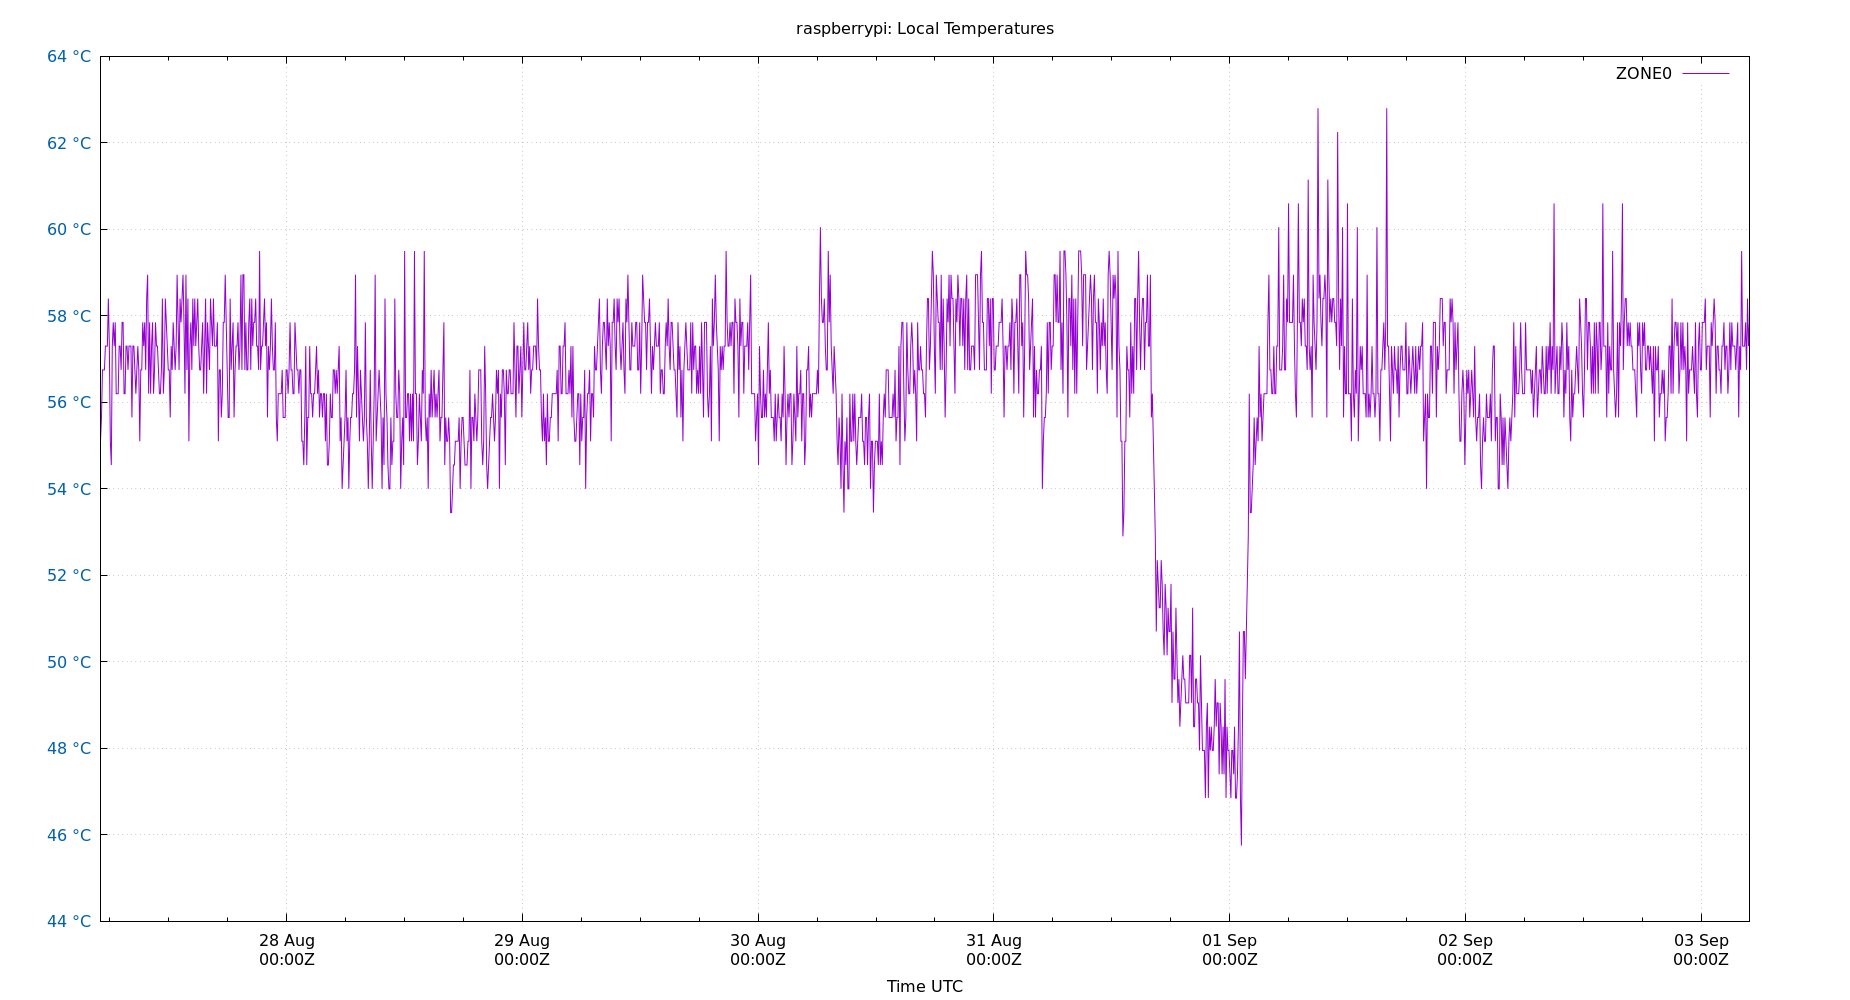 raspberrypi: Local Temperatures
64 °C
ZONE0
62 °C
60 °C
58 °C
56 °C
54 °C
52 °C
50 °C
48 °C
46 °C
44 °C
28 Aug 29 Aug 30 Aug 31 Aug 01 Sep 02 Sep 03 Sep
00:00Z 00:00Z 00:00Z 00:00Z 00:00Z 00:00Z 00:00Z
Time UTC